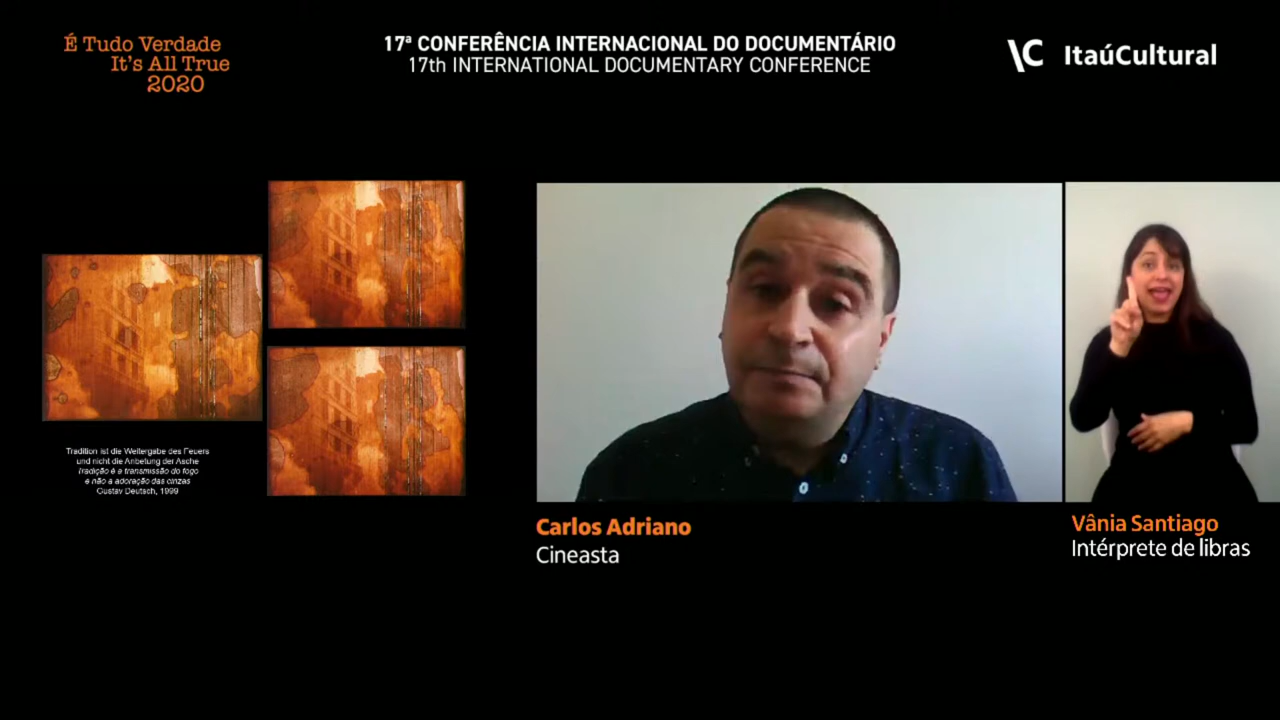 É Tudo Verdade
It's All True
2020
17ª CONFERÊNCIA INTERNACIONAL DO DOCUMENTÁRIO
17th INTERNATIONAL DOCUMENTARY CONFERENCE
\C ItaúCultural
Tradition ist die Weitergabe des Feuers
und nicht die Anbetung der Asche
Tradição é a transmissão do fogo
e não a adoração das cinzas
Gustav Deutsch, 1999
Carlos Adriano
Cineasta
Vânia Santiago
Intérprete de libras